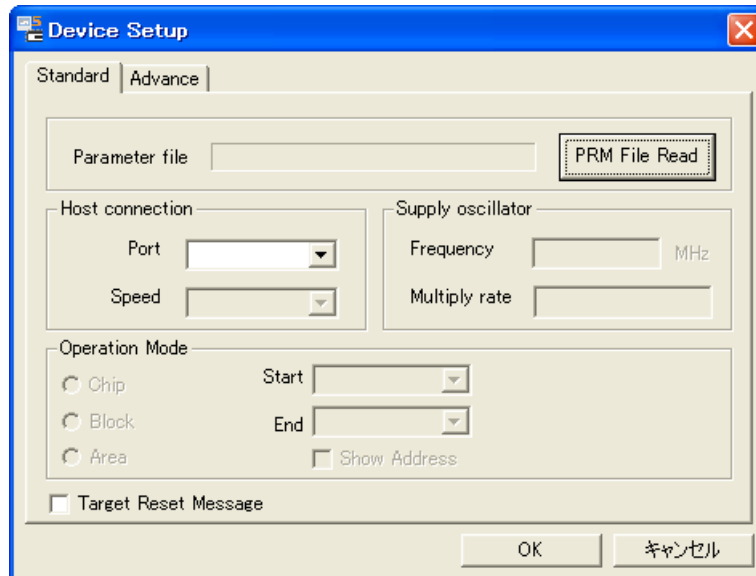 Device Setup
Standard
Advance
Parameter file
PRM File Read
Host connection
Port
Speed
Supply oscillator
Frequency
MHz
Multiply rate
Operation Mode
Chip
Block
Area
Start
End
Show Address
Target Reset Message
OK
キャンセル